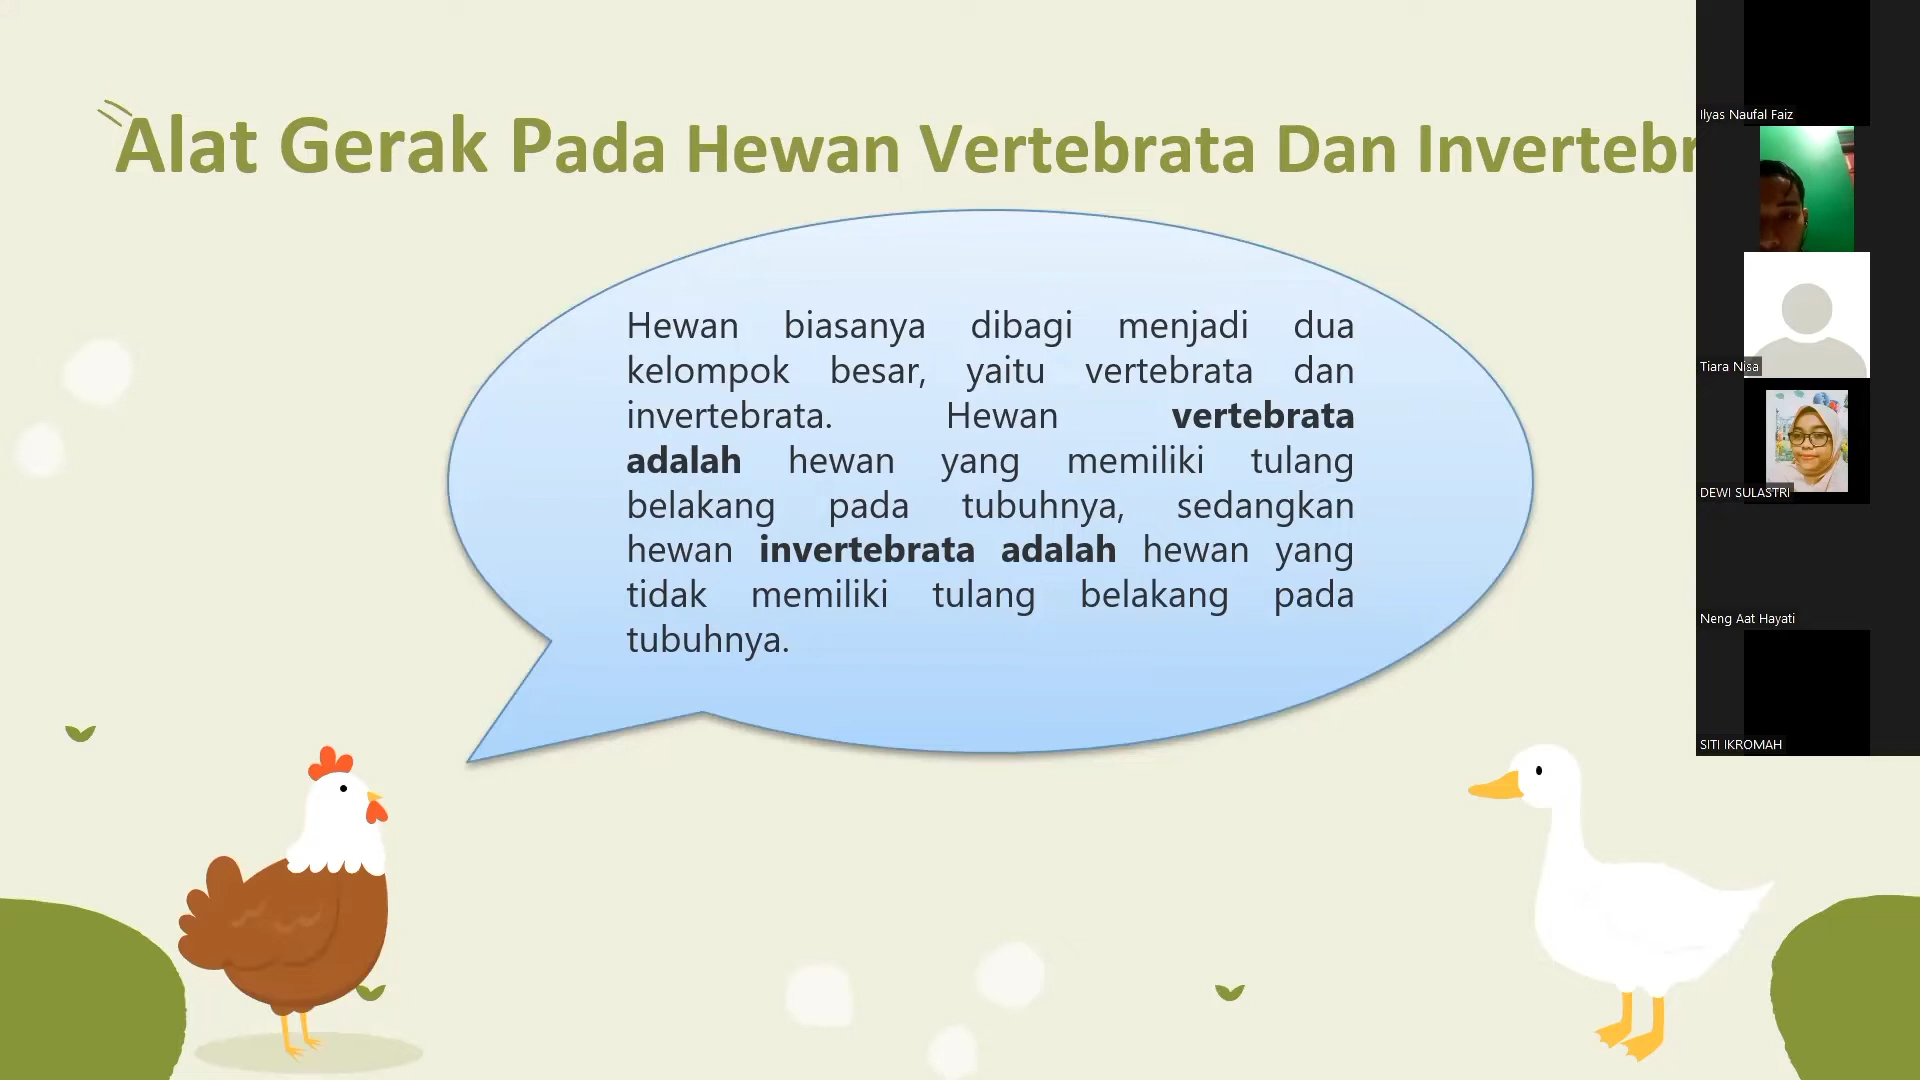 Alat Gerak Pada Hewan Vertebrata Dan Invertebr
Hewan biasanya dibagi menjadi dua
kelompok besar, yaitu vertebrata dan
invertebrata. Hewan vertebrata
adalah hewan yang memiliki tulang
belakang pada tubuhnya, sedangkan
hewan invertebrata adalah hewan yang
tidak memiliki tulang belakang pada
tubuhnya.
Ilyas Naufal Faiz
Tiara Nisa
DEWI SULASTRI
Neng Aat Hayati
SITI IKROMAH